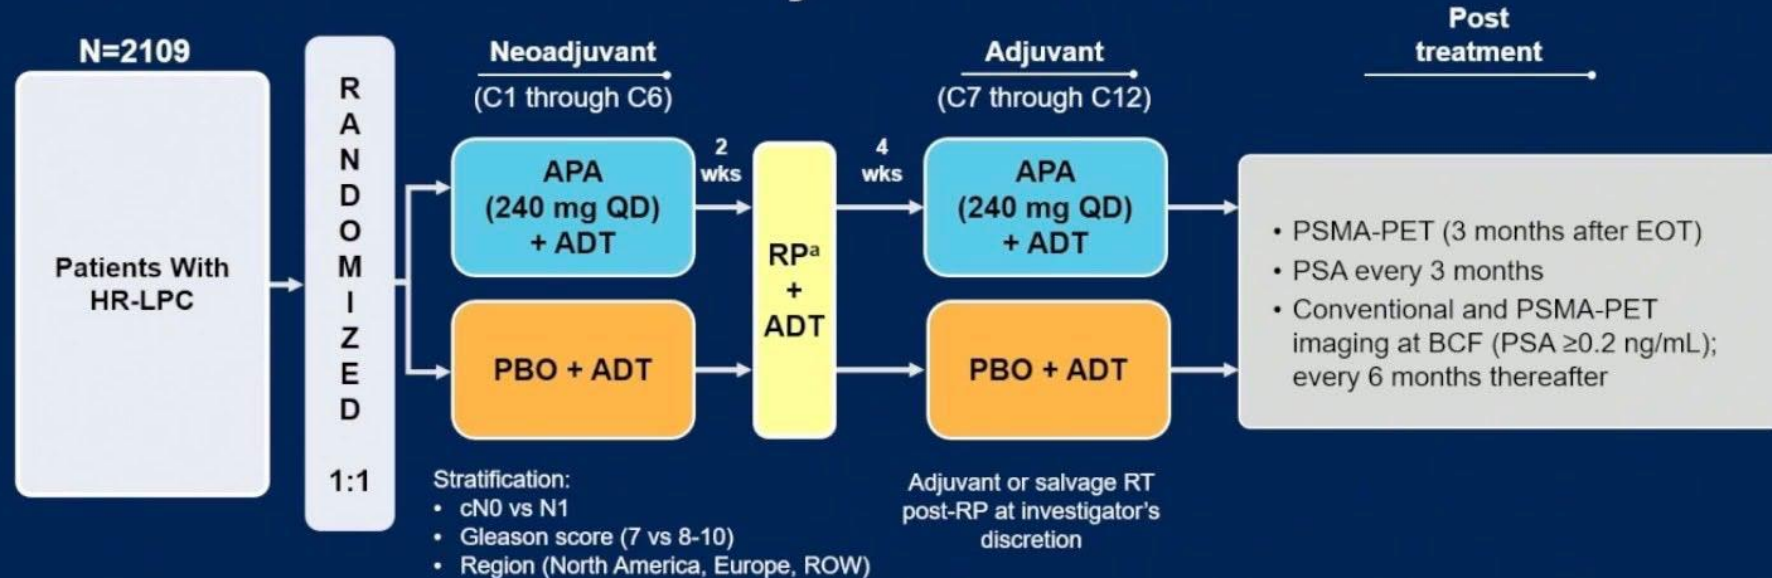 N=2109
Patients With
HR-LPC
RANDOMIZED
1:1
Neoadjuvant
(C1 through C6)
APA
(240 mg QD)
+ ADT
PBO + ADT
2
wks
RPᵃ
+
ADT
4
wks
Adjuvant
(C7 through C12)
APA
(240 mg QD)
+ ADT
PBO + ADT
Post
treatment
• PSMA-PET (3 months after EOT)
• PSA every 3 months
• Conventional and PSMA-PET
imaging at BCF (PSA ≥0.2 ng/mL);
every 6 months thereafter
Stratification:
• cN0 vs N1
• Gleason score (7 vs 8-10)
• Region (North America, Europe, ROW)
Adjuvant or salvage RT
post-RP at investigator's
discretion